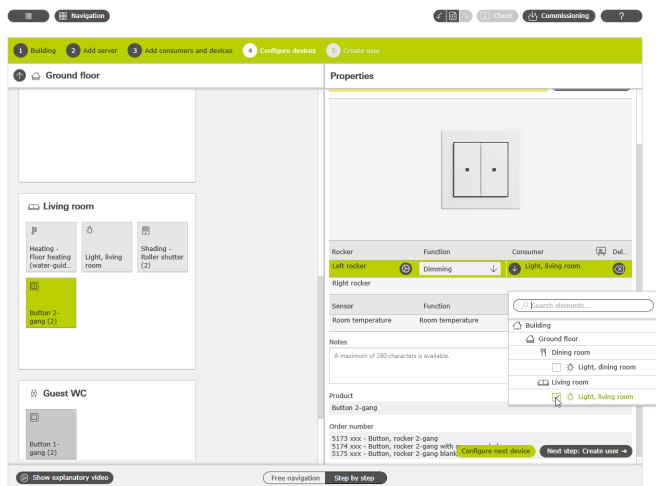 Navigation
Check
Commissioning
?
1 Building 2 Add server 3 Add consumers and devices 4 Configure devices 5 Create user
Ground floor
Properties
Living room
Heating -
Floor heating
(water-guid...
Light, living
room
Shading -
Roller shutter
(2)
Button 2-
gang (2)
Guest WC
Button 1-
gang (2)
Rocker Function Consumer Del...
Left rocker Dimming Light, living room
Right rocker
Sensor Function
Room temperature Room temperature
Notes
A maximum of 280 characters is available.
Product
Button 2-gang
Order number
5173 xxx - Button, rocker 2-gang
5174 xxx - Button, rocker 2-gang with
5175 xxx - Button, rocker 2-gang blank,
Configure next device
Next step: Create user →
Search elements...
Building
Ground floor
Dining room
Light, dining room
Living room
Light, living room
Show explanatory video
Free navigation Step by step